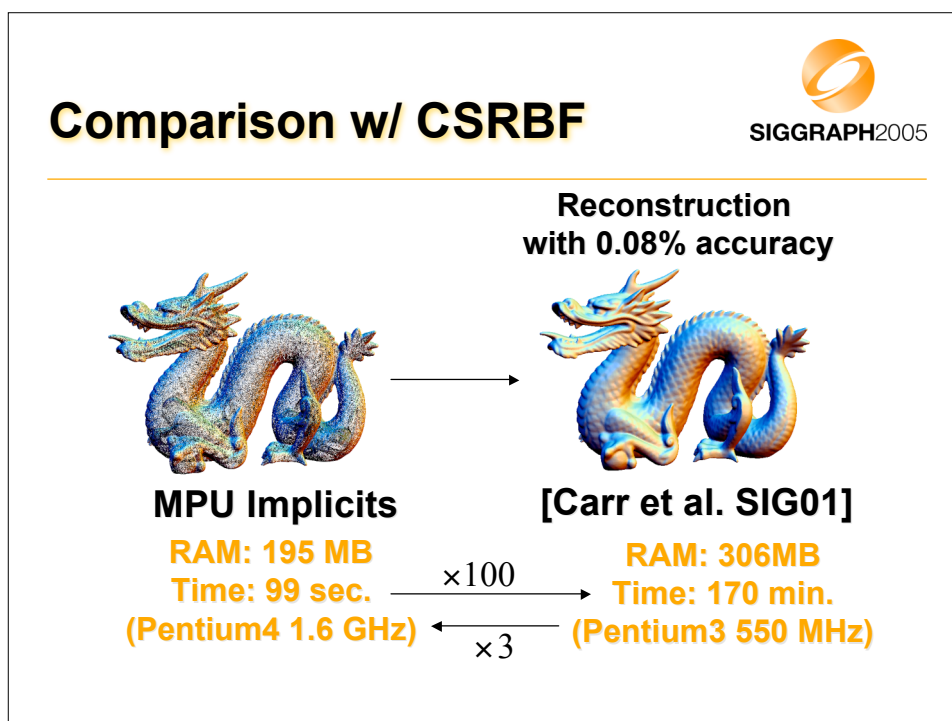 Comparison w/ CSRBF
SIGGRAPH2005
Reconstruction
with 0.08% accuracy
MPU Implicits
RAM: 195 MB
Time: 99 sec.
(Pentium4 1.6 GHz)
×100
×3
[Carr et al. SIG01]
RAM: 306MB
Time: 170 min.
(Pentium3 550 MHz)